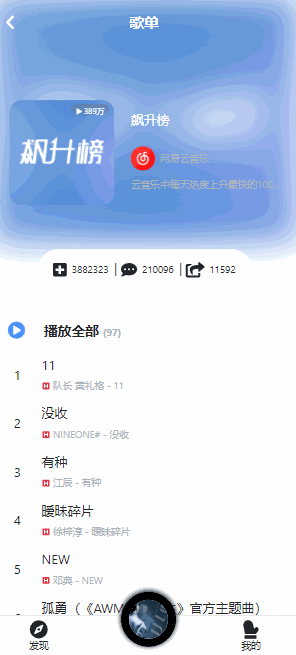 歌单
▶389万
飙升榜
飙升榜
网易云音乐
云音乐中每天热度上升最快的100...
3882323 | 210096 | 11592
播放全部 (97)
1
11
队长 黄礼格 - 11
2
没收
NINEONE# - 没收
3
有种
江辰 - 有种
4
暧昧碎片
徐梓淳 - 暧昧碎片
5
NEW
邓典 - NEW
孤勇（《AWM
》官方主题曲）
发现
我的